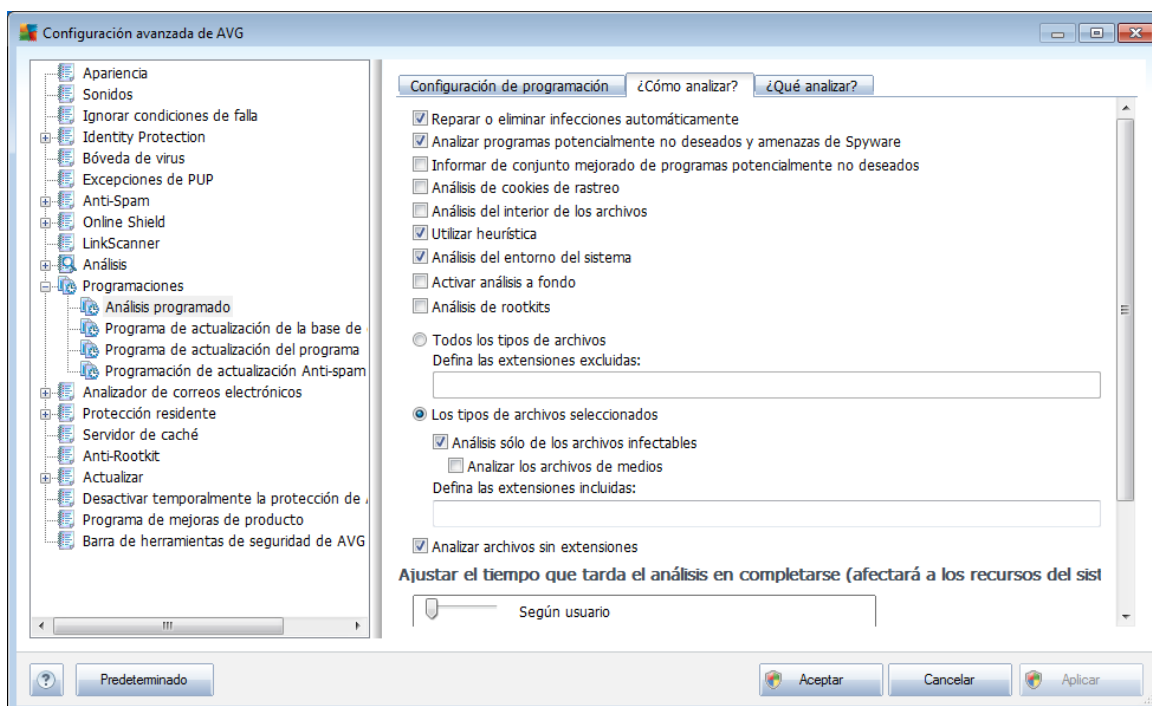 Configuración avanzada de AVG
Apariencia
Sonidos
Ignorar condiciones de falla
Identity Protection
Bóveda de virus
Excepciones de PUP
Anti-Spam
Online Shield
LinkScanner
Análisis
Programaciones
Análisis programado
Programa de actualización de la base de
Programa de actualización del programa
Programación de actualización Anti-spam
Analizador de correos electrónicos
Protección residente
Servidor de caché
Anti-Rootkit
Actualizar
Desactivar temporalmente la protección de
Programa de mejoras de producto
Barra de herramientas de seguridad de AVG
Configuración de programación ¿Cómo analizar? ¿Qué analizar?
Reparar o eliminar infecciones automáticamente
Analizar programas potencialmente no deseados y amenazas de Spyware
Informar de conjunto mejorado de programas potencialmente no deseados
Análisis de cookies de rastreo
Análisis del interior de los archivos
Utilizar heurística
Análisis del entorno del sistema
Activar análisis a fondo
Análisis de rootkits
Todos los tipos de archivos
Defina las extensiones excluidas:
Los tipos de archivos seleccionados
Análisis sólo de los archivos infectables
Analizar los archivos de medios
Defina las extensiones incluidas:
Analizar archivos sin extensiones
Ajustar el tiempo que tarda el análisis en completarse (afectará a los recursos del sist
Según usuario
? Predeterminado Aceptar Cancelar Aplicar